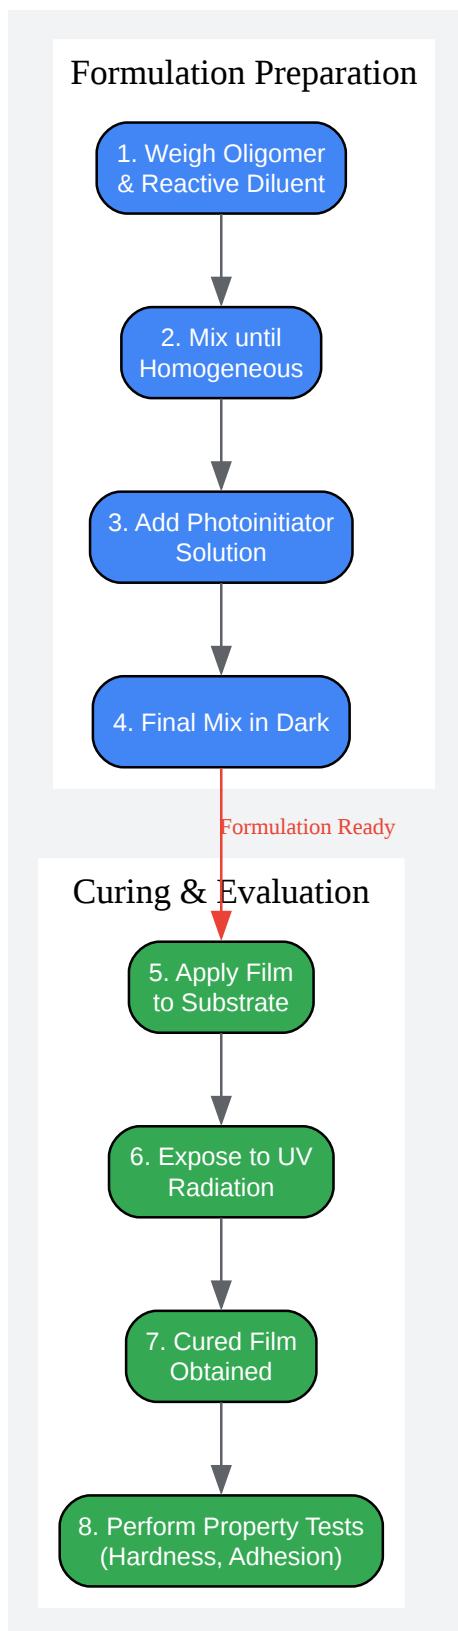 Formulation Preparation
1. Weigh Oligomer
& Reactive Diluent
2. Mix until
Homogeneous
3. Add Photoinitiator
Solution
4. Final Mix in Dark
Formulation Ready
Curing & Evaluation
5. Apply Film
to Substrate
6. Expose to UV
Radiation
7. Cured Film
Obtained
8. Perform Property Tests
(Hardness, Adhesion)